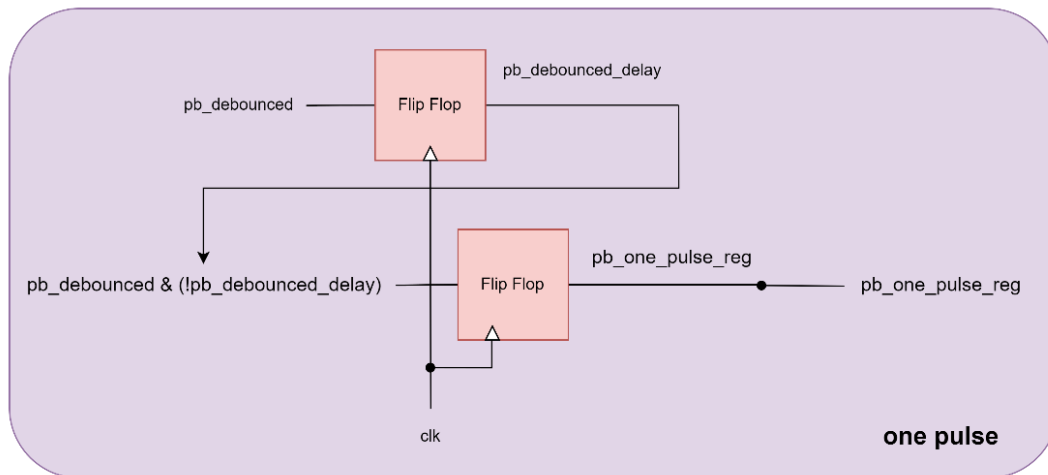 pb_debounced_delay
pb_debounced
Flip Flop
pb_debounced & (!pb_debounced_delay)
Flip Flop
pb_one_pulse_reg
pb_one_pulse_reg
clk
one pulse